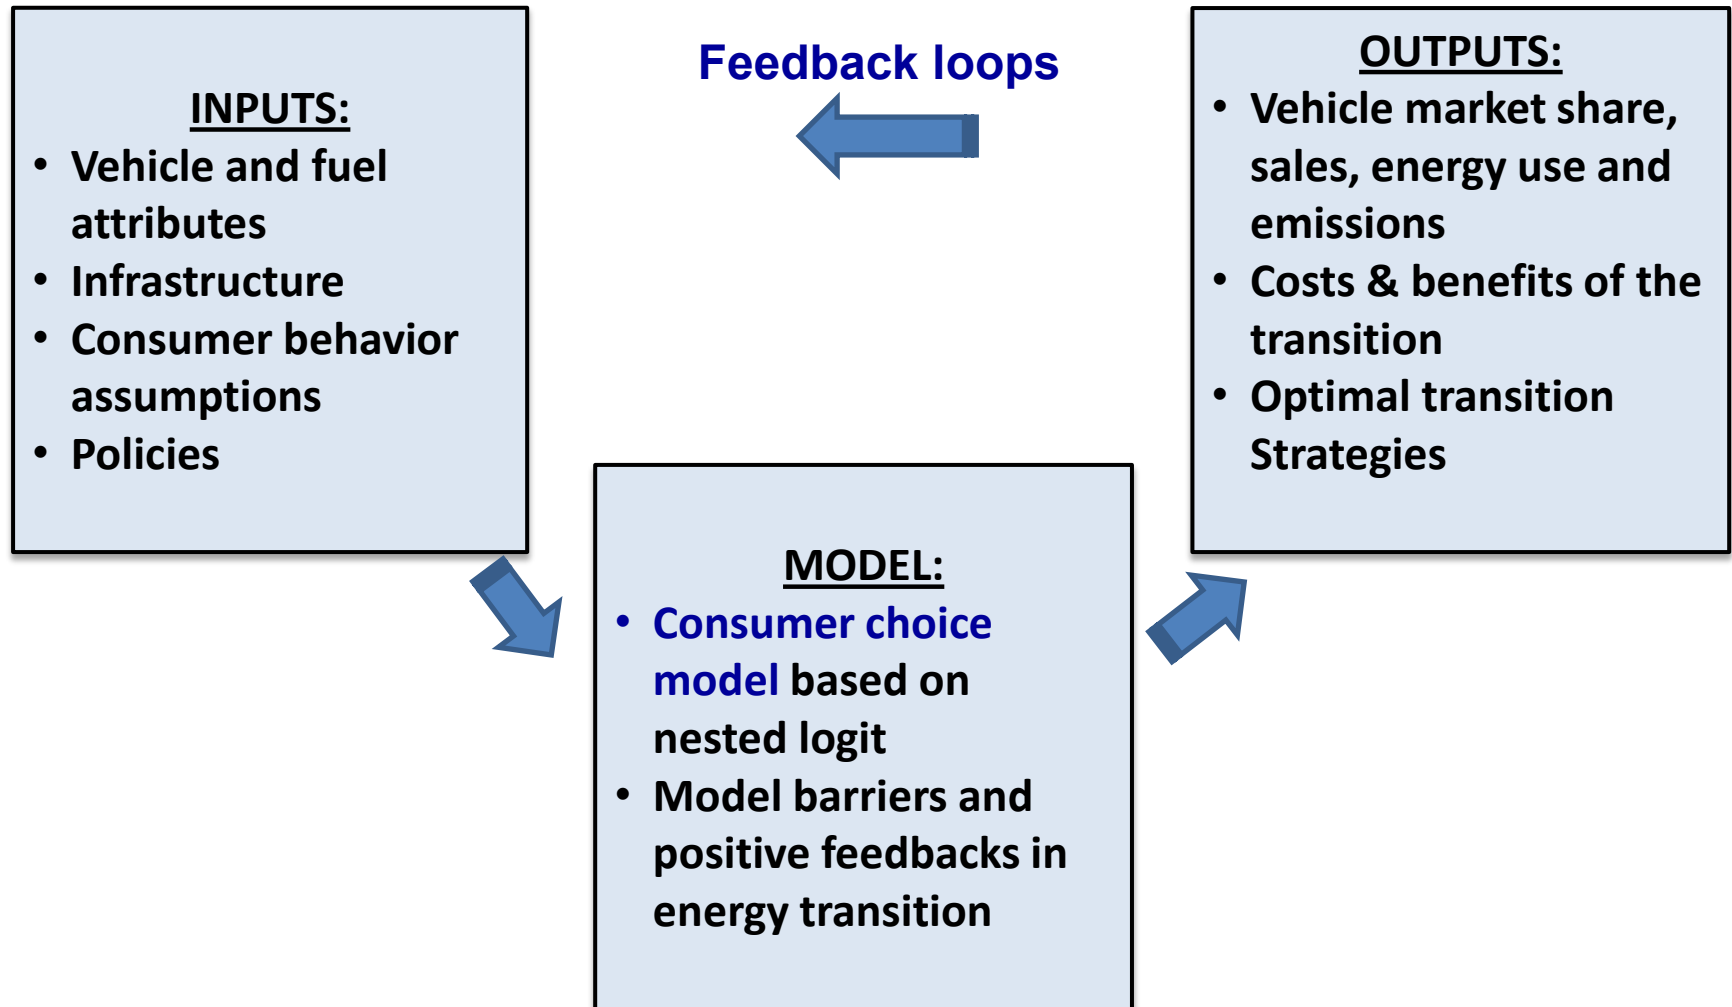 INPUTS:
• Vehicle and fuel
attributes
• Infrastructure
• Consumer behavior
assumptions
• Policies
Feedback loops
OUTPUTS:
• Vehicle market share,
sales, energy use and
emissions
• Costs & benefits of the
transition
• Optimal transition
Strategies
MODEL:
• Consumer choice
model based on
nested logit
• Model barriers and
positive feedbacks in
energy transition